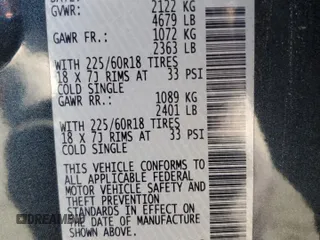 GVWR: 2122 KG
4679 LB
GAWR FR.: 1072 KG
2363 LB
WITH 225/60R18 TIRES
18 X 7J RIMS AT 33 PSI
COLD SINGLE
GAWR RR.: 1089 KG
2401 LB
WITH 225/60R18 TIRES
18 X 7J RIMS AT 33 PSI
COLD SINGLE
THIS VEHICLE CONFORMS TO
ALL APPLICABLE FEDERAL
MOTOR VEHICLE SAFETY AND
THEFT PREVENTION
STANDARDS IN EFFECT ON
DATE OF MANUFACTURE
SHOWN ABOVE.